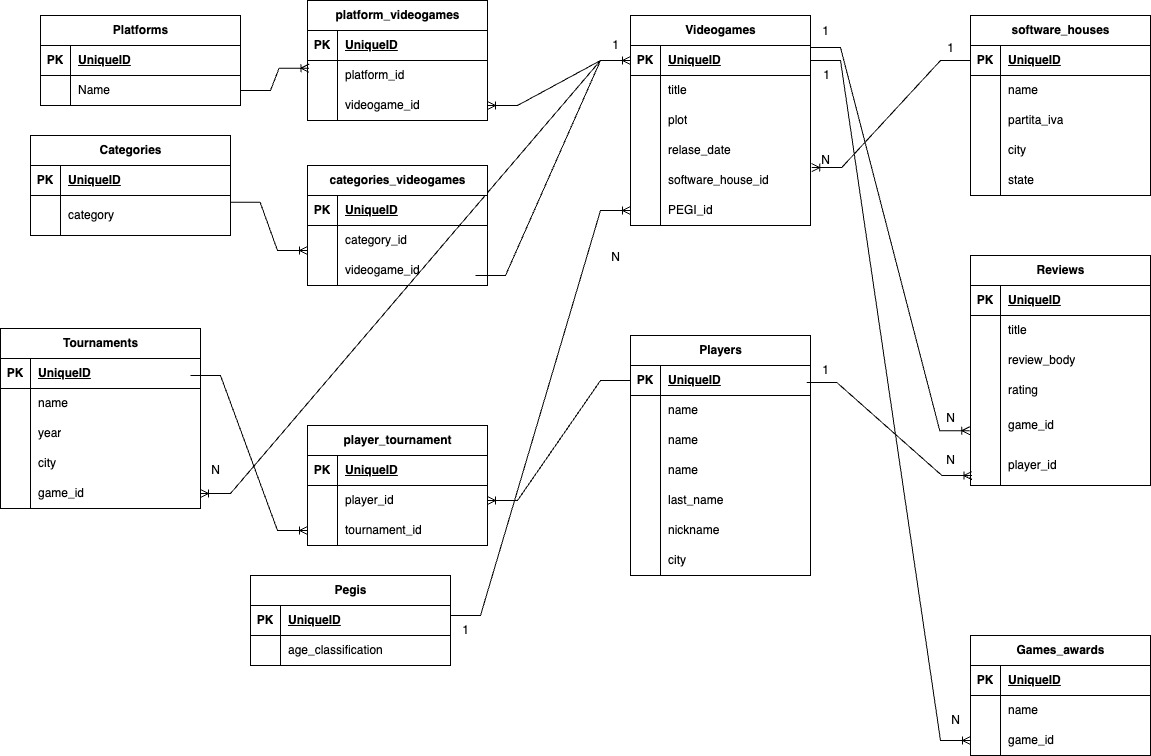 Platforms
PK UniqueID
Name
platform_videogames
PK UniqueID
platform_id
videogame_id
1
Videogames
PK UniqueID
title
plot
relase_date
software_house_id
PEGI_id
1
1
N
1
software_houses
PK UniqueID
name
partita_iva
city
state
Categories
PK UniqueID
category
categories_videogames
PK UniqueID
category_id
videogame_id
N
Reviews
PK UniqueID
title
review_body
rating
game_id
player_id
Tournaments
PK UniqueID
name
year
city
game_id
N
player_tournament
PK UniqueID
player_id
tournament_id
Players
PK UniqueID
name
name
name
last_name
nickname
city
1
N
N
Pegis
PK UniqueID
age_classification
1
Games_awards
PK UniqueID
name
game_id
N